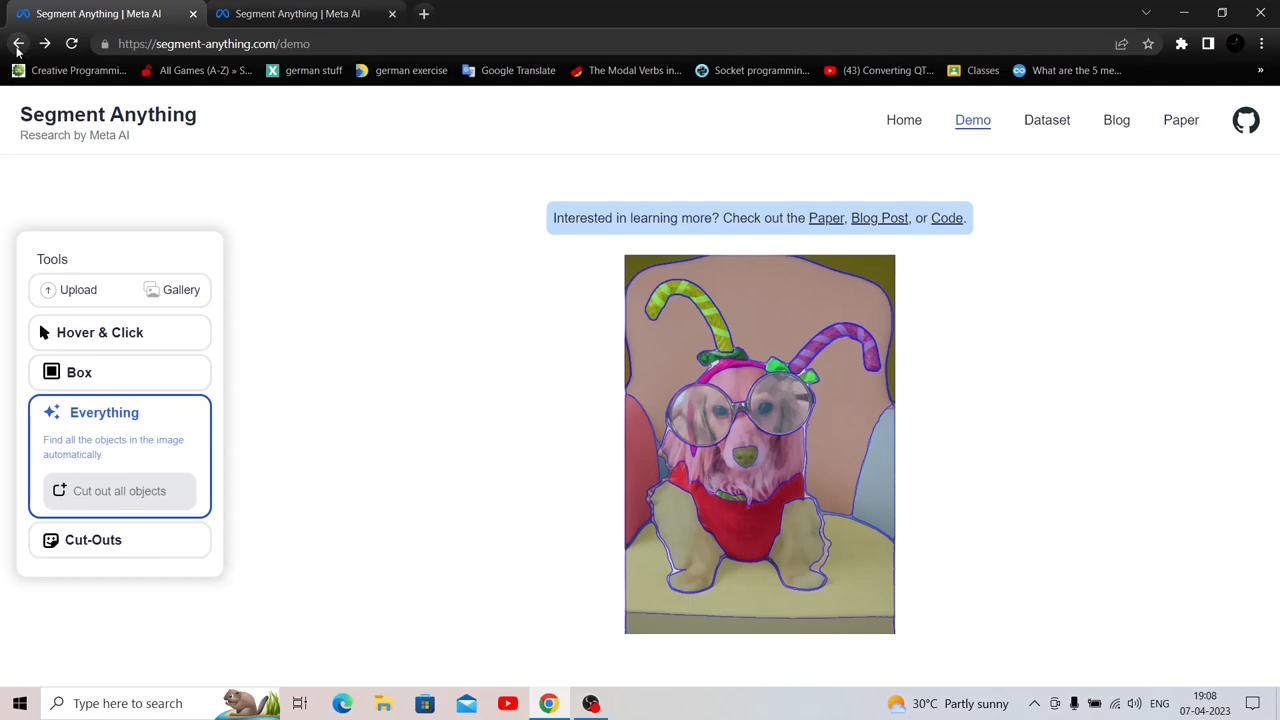 Segment Anything | Meta AI
Segment Anything | Meta AI
https://segment-anything.com/demo
Creative Programmi...
All Games (A-Z) » S...
german stuff
german exercise
Google Translate
The Modal Verbs in...
Socket programmin...
(43) Converting QT...
Classes
What are the 5 me...
»
Segment Anything
Research by Meta AI
Home
Demo
Dataset
Blog
Paper
Interested in learning more? Check out the Paper, Blog Post, or Code.
Tools
Upload
Gallery
Hover & Click
Box
Everything
Find all the objects in the image
automatically
Cut out all objects
Cut-Outs
Type here to search
30°C Partly sunny
ENG
19:08
07-04-2023